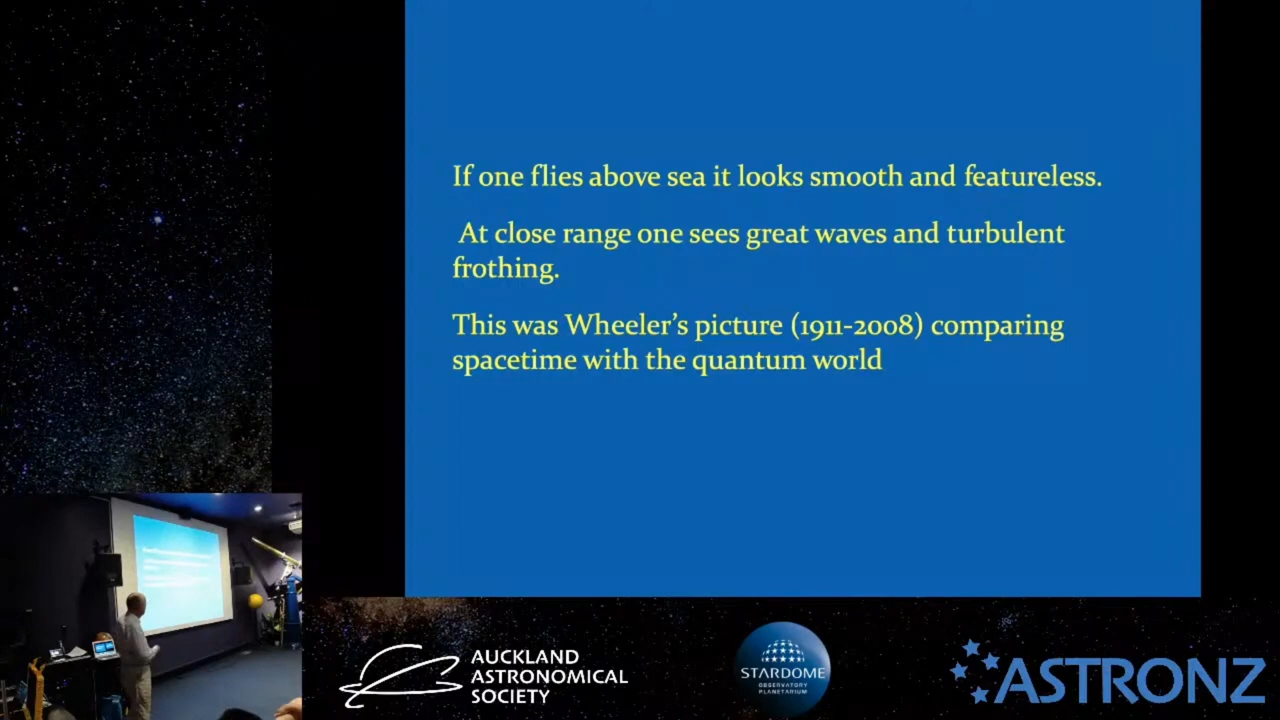 If one flies above sea it looks smooth and featureless.
At close range one sees great waves and turbulent
frothing.
This was Wheeler's picture (1911-2008) comparing
spacetime with the quantum world
AUCKLAND
ASTRONOMICAL
SOCIETY
STARDOME
OBSERVATORY
PLANETARIUM
ASTRONZ